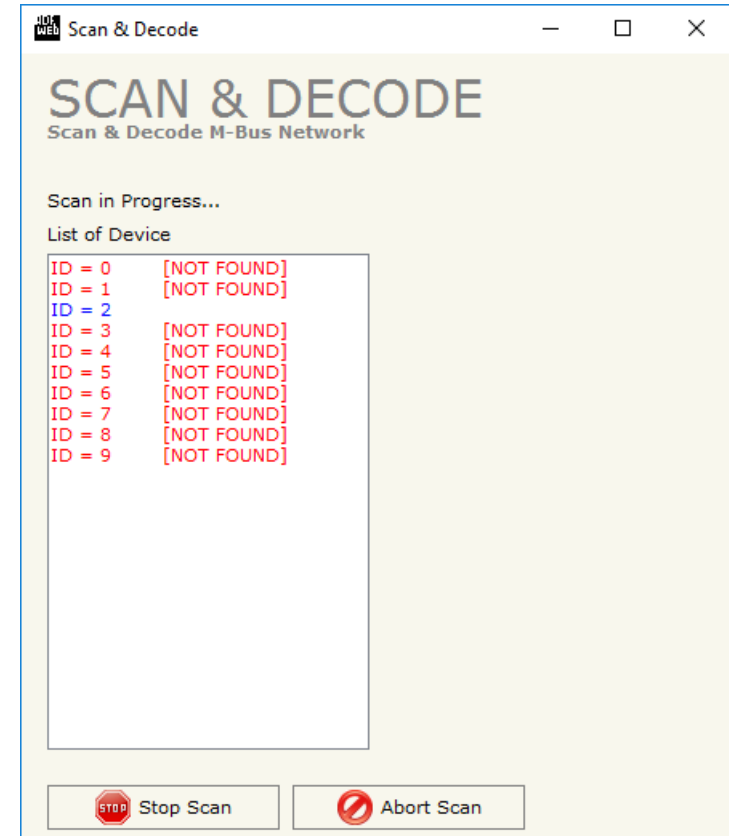 ADF
WEB Scan & Decode
SCAN & DECODE
Scan & Decode M-Bus Network
Scan in Progress...
List of Device
ID = 0 [NOT FOUND]
ID = 1 [NOT FOUND]
ID = 2
ID = 3 [NOT FOUND]
ID = 4 [NOT FOUND]
ID = 5 [NOT FOUND]
ID = 6 [NOT FOUND]
ID = 7 [NOT FOUND]
ID = 8 [NOT FOUND]
ID = 9 [NOT FOUND]
STOP Stop Scan Abort Scan